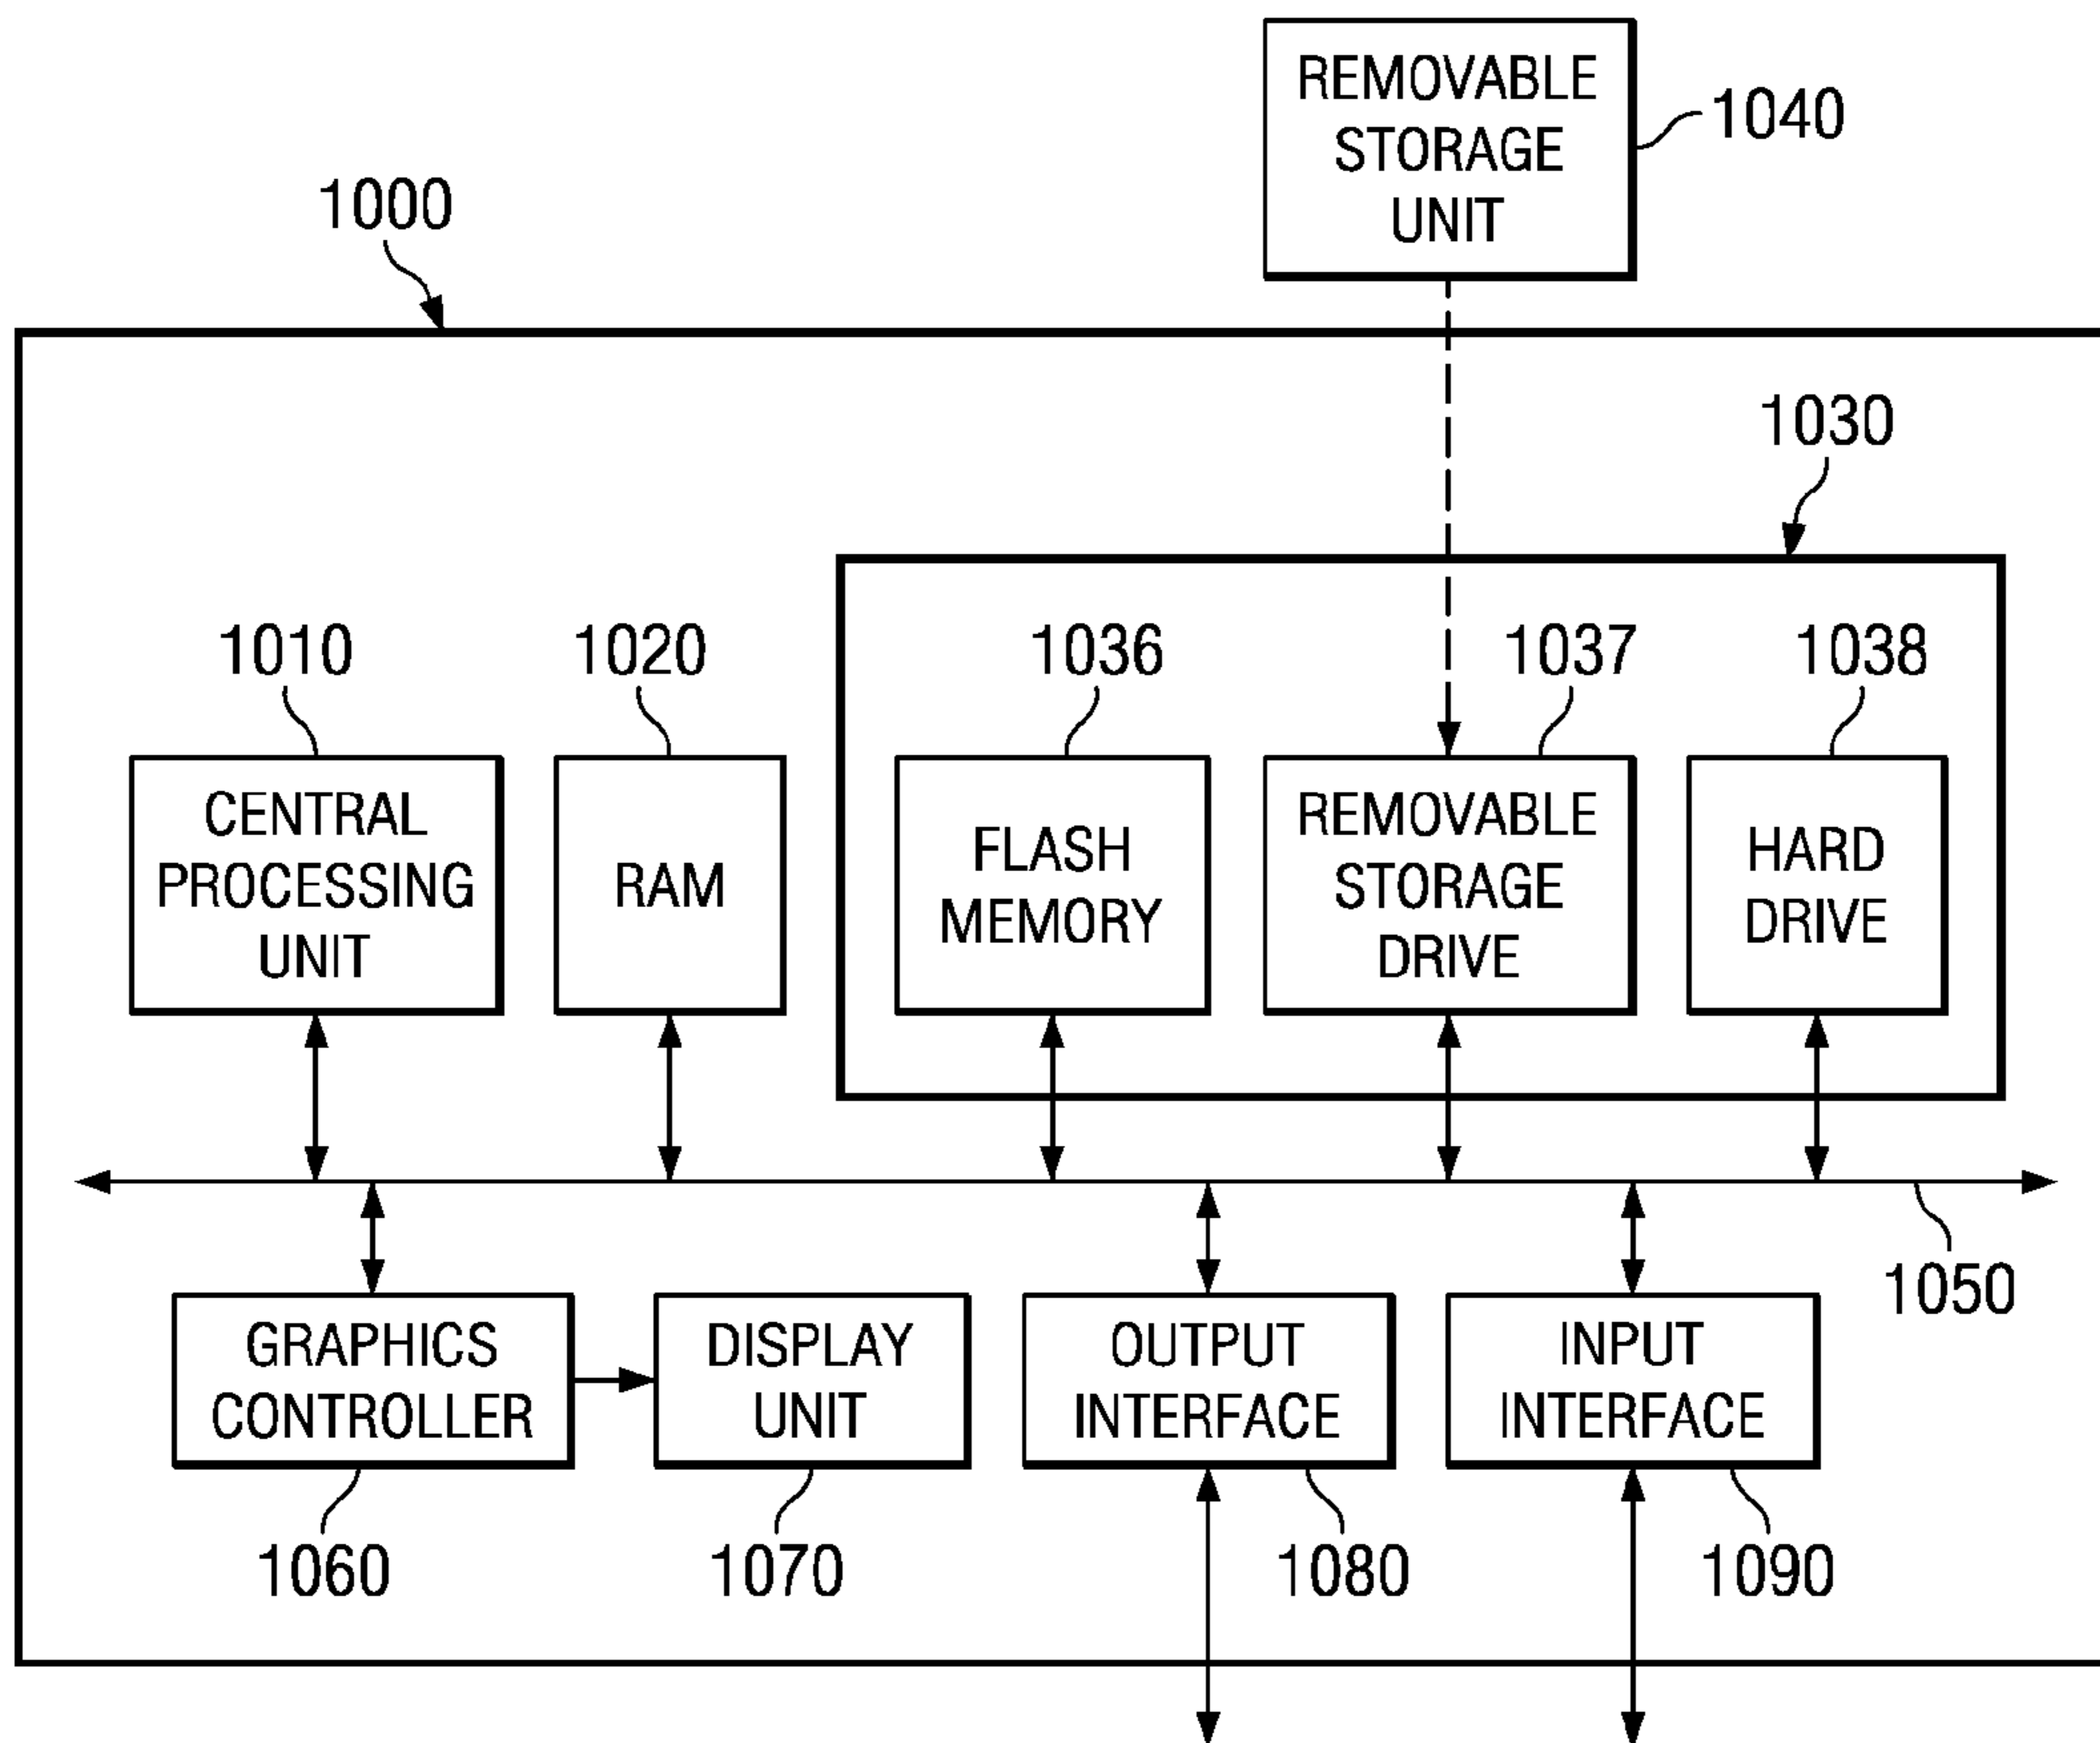 REMOVABLE
STORAGE
UNIT
1040
1000
1030
1010
1020
1036
1037
1038
CENTRAL
PROCESSING
UNIT
RAM
FLASH
MEMORY
REMOVABLE
STORAGE
DRIVE
HARD
DRIVE
1050
GRAPHICS
CONTROLLER
DISPLAY
UNIT
OUTPUT
INTERFACE
INPUT
INTERFACE
1060
1070
1080
1090